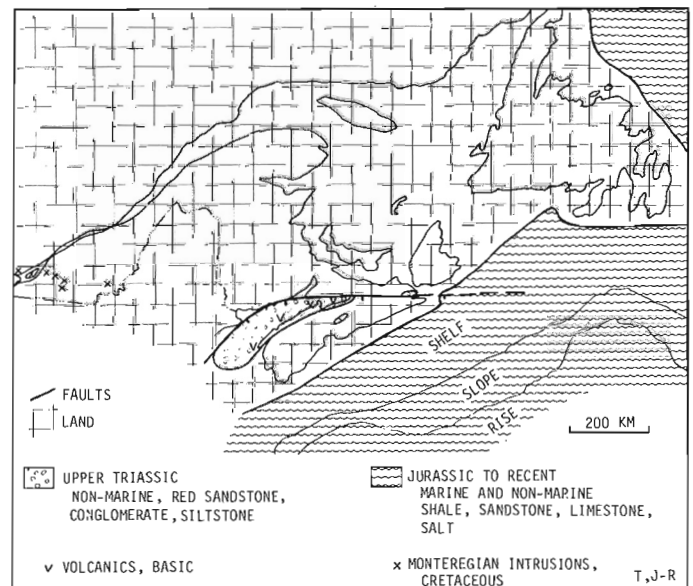 SHELF
SLOPE
RISE
200 KM
FAULTS
LAND
UPPER TRIASSIC
NON-MARINE, RED SANDSTONE,
CONGLOMERATE, SILTSTONE
JURASSIC TO RECENT
MARINE AND NON-MARINE
SHALE, SANDSTONE, LIMESTONE,
SALT
v VOLCANICS, BASIC
x MONTEREGIAN INTRUSIONS,
CRETACEOUS
T,J-R